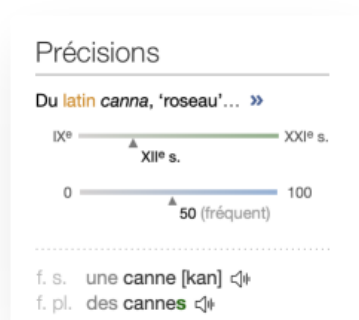 Précisions
Du latin canna, ‘roseau’… »
IXᵉ XXIᵉ s.
XIIᵉ s.
0 100
50 (fréquent)
f. s. une canne [kan]
f. pl. des cannes